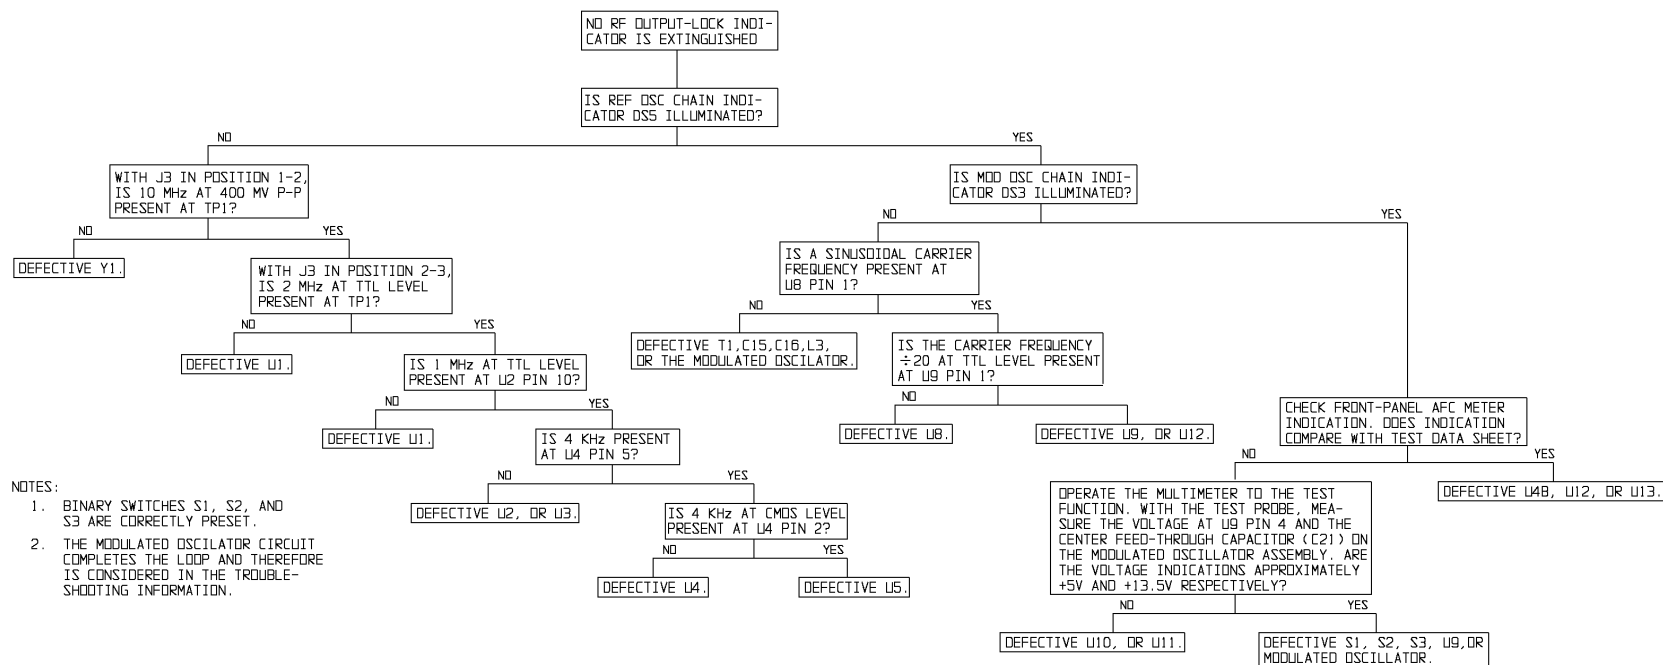 NO RF OUTPUT-LOCK INDI-
CATOR IS EXTINGUISHED
IS REF OSC CHAIN INDI-
CATOR DS5 ILLUMINATED?
NO
YES
WITH J3 IN POSITION 1-2,
IS 10 MHz AT 400 MV P-P
PRESENT AT TP1?
NO
YES
DEFECTIVE Y1.
WITH J3 IN POSITION 2-3,
IS 2 MHz AT TTL LEVEL
PRESENT AT TP1?
NO
YES
DEFECTIVE U1.
IS 1 MHz AT TTL LEVEL
PRESENT AT U2 PIN 10?
NO
YES
DEFECTIVE U1.
IS 4 KHz PRESENT
AT U4 PIN 5?
NO
YES
DEFECTIVE U2, OR U3.
IS 4 KHz AT CMOS LEVEL
PRESENT AT U4 PIN 2?
NO
YES
DEFECTIVE U4.
DEFECTIVE U5.
IS MOD OSC CHAIN INDI-
CATOR DS3 ILLUMINATED?
NO
YES
IS A SINUSOIDAL CARRIER
FREQUENCY PRESENT AT
U8 PIN 1?
NO
YES
DEFECTIVE T1,C15,C16,L3,
OR THE MODULATED OSCILATOR.
IS THE CARRIER FREQUENCY
÷20 AT TTL LEVEL PRESENT
AT U9 PIN 1?
NO
YES
DEFECTIVE U8.
DEFECTIVE U9, OR U12.
CHECK FRONT-PANEL AFC METER
INDICATION. DOES INDICATION
COMPARE WITH TEST DATA SHEET?
NO
YES
OPERATE THE MULTIMETER TO THE TEST
FUNCTION. WITH THE TEST PROBE, MEA-
SURE THE VOLTAGE AT U9 PIN 4 AND THE
CENTER FEED-THROUGH CAPACITOR (C21) ON
THE MODULATED OSCILLATOR ASSEMBLY. ARE
THE VOLTAGE INDICATIONS APPROXIMATELY
+5V AND +13.5V RESPECTIVELY?
DEFECTIVE U4B, U12, OR U13.
NO
YES
DEFECTIVE U10, OR U11.
DEFECTIVE S1, S2, S3, U9,OR
MODULATED OSCILLATOR.
NOTES:
1. BINARY SWITCHES S1, S2, AND
S3 ARE CORRECTLY PRESET.
2. THE MODULATED OSCILATOR CIRCUIT
COMPLETES THE LOOP AND THEREFORE
IS CONSIDERED IN THE TROUBLE-
SHOOTING INFORMATION.